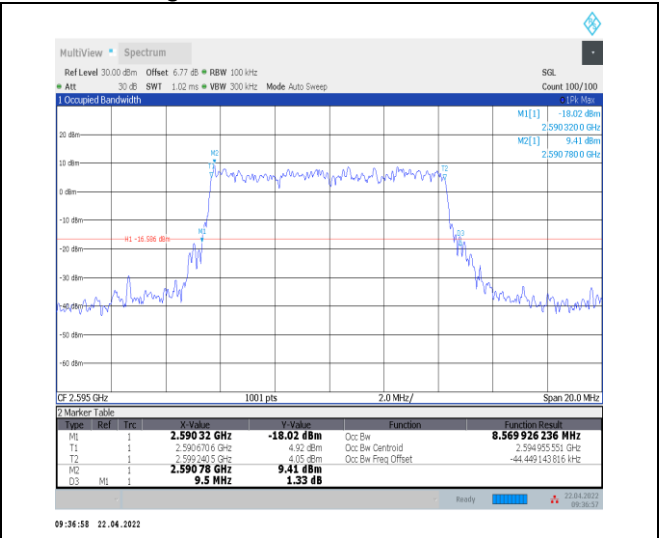 MultiView Spectrum
Ref Level 30.00 dBm Offset 6.77 dB RBW 100 kHz SGL
Att 30 dB SWT 1.02 ms VBW 300 kHz Mode Auto Sweep Count 100/100
1 Occupied Bandwidth 1Pk Max
M1[1] -18.02 dBm
2.590 320 0 GHz
M2[1] 9.41 dBm
2.590 780 0 GHz
20 dBm
M2
10 dBm
T1 T2
0 dBm
-10 dBm
M1 D3
H1 -16.586 dBm
-20 dBm
-30 dBm
-40 dBm
-50 dBm
-60 dBm
CF 2.595 GHz 1001 pts 2.0 MHz/ Span 20.0 MHz
2 Marker Table
Type Ref Trc X-Value Y-Value Function Function Result
M1 1 2.590 32 GHz -18.02 dBm Occ Bw 8.569 926 236 MHz
T1 1 2.590 670 6 GHz 4.92 dBm Occ Bw Centroid 2.594 955 551 GHz
T2 1 2.599 240 5 GHz 4.05 dBm Occ Bw Freq Offset -44.449 143 816 kHz
M2 1 2.590 78 GHz 9.41 dBm
D3 M1 1 9.5 MHz 1.33 dB
Ready 22.04.2022
09:36:57
09:36:58 22.04.2022